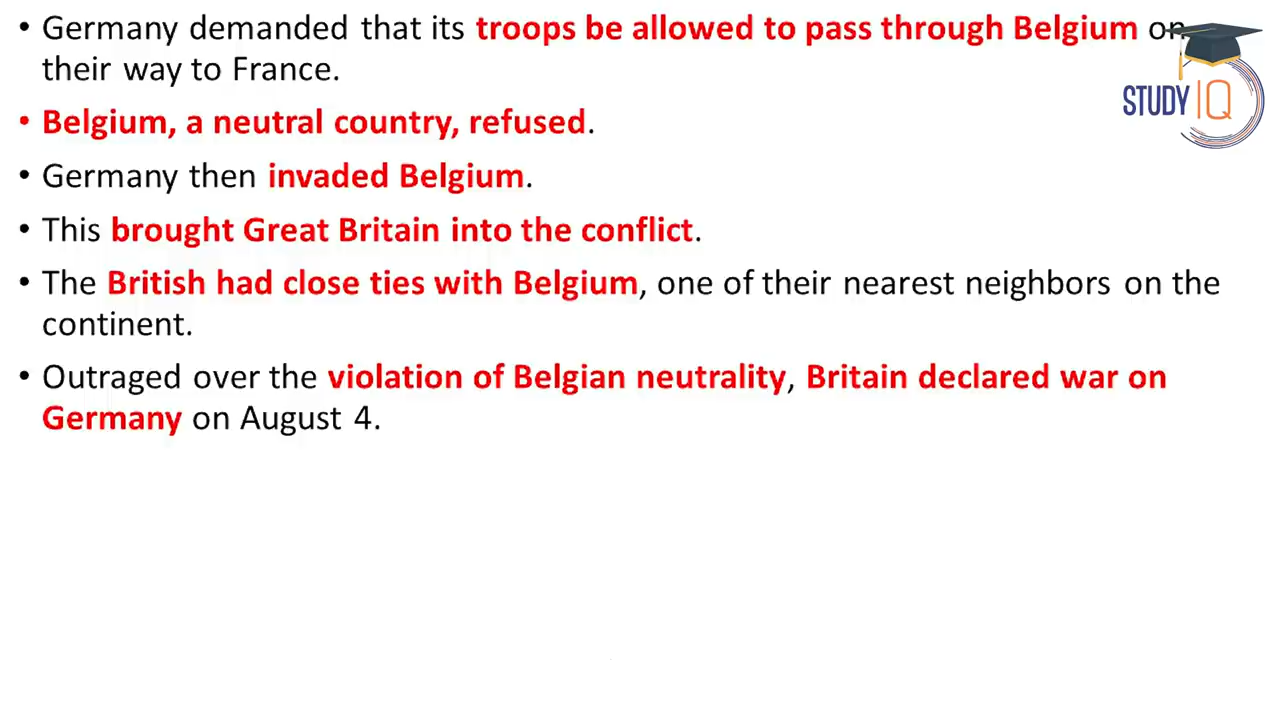 • Germany demanded that its troops be allowed to pass through Belgium on
their way to France.
• Belgium, a neutral country, refused.
• Germany then invaded Belgium.
• This brought Great Britain into the conflict.
• The British had close ties with Belgium, one of their nearest neighbors on the
continent.
• Outraged over the violation of Belgian neutrality, Britain declared war on
Germany on August 4.
STUDY IQ